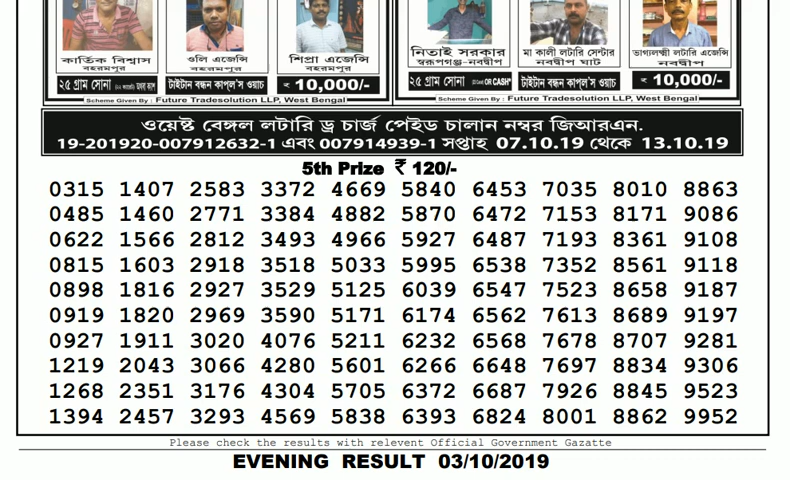 কার্তিক বিশ্বাস
বহরমপুর
ওলি এজেন্সি
বহরমপুর
শিপ্রা এজেন্সি
বহরমপুর
নিতাই সরকার
স্বরূপগঞ্জ-নবদ্বীপ
মা কালী লটারি সেন্টার
নবদ্বীপ ঘাট
ভাগ্যলক্ষ্মী লটারি এজেন্সি
নবদ্বীপ
২৫ গ্রাম সোনা
টাইটান বন্ধন কাপ্‌ল'স ওয়াচ
₹ 10,000/-
২৫ গ্রাম সোনা OR CASH*
টাইটান বন্ধন কাপ্‌ল'স ওয়াচ
₹ 10,000/-
Scheme Given By : Future Tradesolution LLP, West Bengal
Scheme Given By : Future Tradesolution LLP, West Bengal
ওয়েষ্ট বেঙ্গল লটারি ড্র চার্জ পেইড চালান নম্বর জিআরএন.
19-201920-007912632-1 এবং 007914939-1 সপ্তাহ 07.10.19 থেকে 13.10.19
5th Prize ₹ 120/-
0315 1407 2583 3372 4669 5840 6453 7035 8010 8863
0485 1460 2771 3384 4882 5870 6472 7153 8171 9086
0622 1566 2812 3493 4966 5927 6487 7193 8361 9108
0815 1603 2918 3518 5033 5995 6538 7352 8561 9118
0898 1816 2927 3529 5125 6039 6547 7523 8658 9187
0919 1820 2969 3590 5171 6174 6562 7613 8689 9197
0927 1911 3020 4076 5211 6232 6568 7678 8707 9281
1219 2043 3066 4280 5601 6266 6648 7697 8834 9306
1268 2351 3176 4304 5705 6372 6687 7926 8845 9523
1394 2457 3293 4569 5838 6393 6824 8001 8862 9952
Please check the results with relevent Official Government Gazatte
EVENING RESULT 03/10/2019